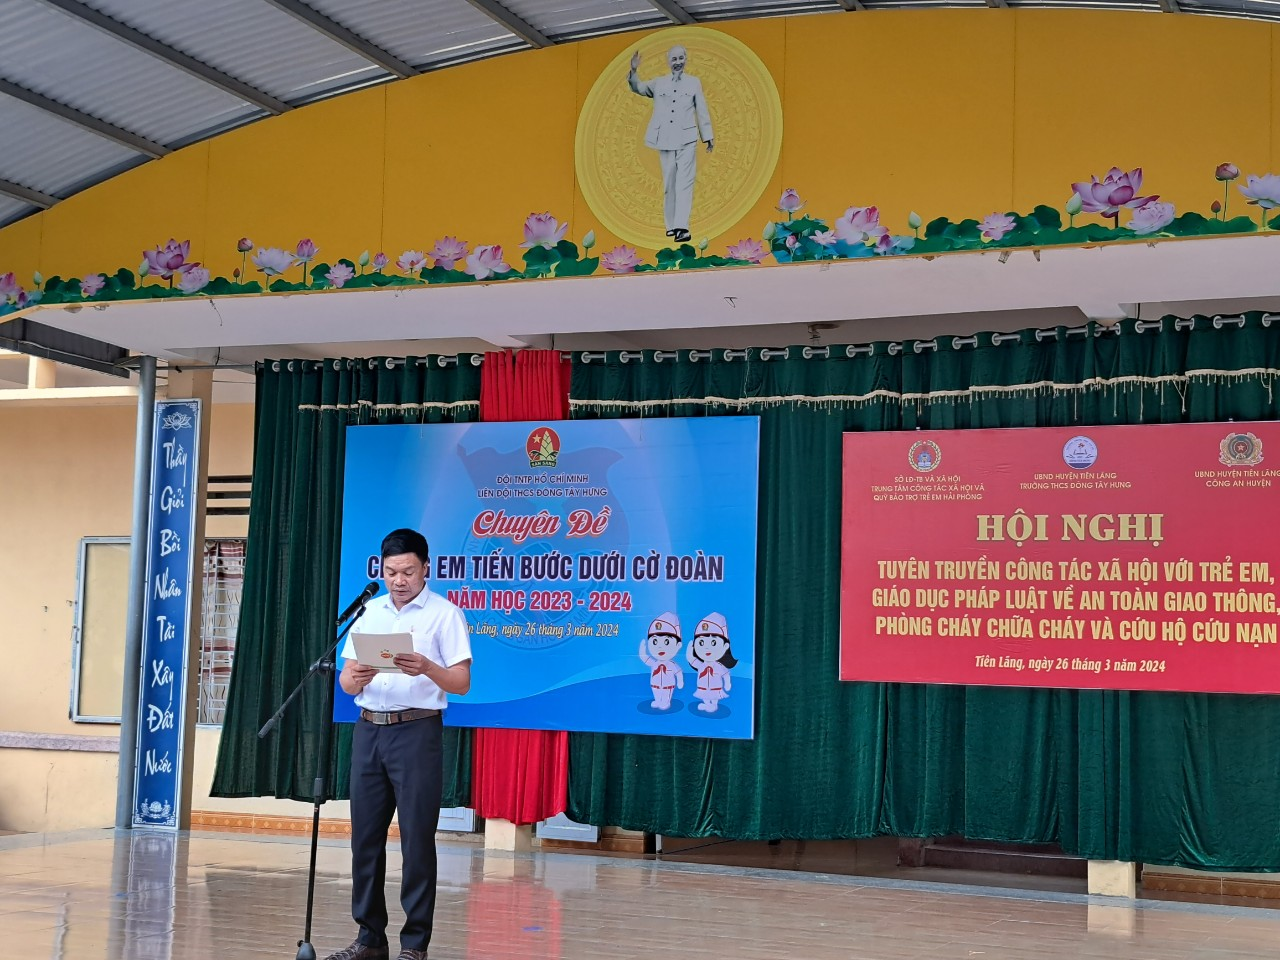 Thầy
Giỏi
Bồi
Nhân
Tài
Xây
Đất
Nước
SẴN SÀNG
ĐỘI TNTP HỒ CHÍ MINH
LIÊN ĐỘI THCS ĐÔNG TÂY HƯNG
Chuyên Đề
EM TIẾN BƯỚC DƯỚI CỜ ĐOÀN
NĂM HỌC 2023 - 2024
Lãng, ngày 26 tháng 3 năm 2024
SỞ LĐ-TB VÀ XÃ HỘI
TRUNG TÂM CÔNG TÁC XÃ HỘI VÀ
QUỸ BẢO TRỢ TRẺ EM HẢI PHÒNG
UBND HUYỆN TIÊN LÃNG
TRƯỜNG THCS ĐÔNG TÂY HƯNG
UBND HUYỆN TIÊN LÃNG
CÔNG AN HUYỆN
HỘI NGHỊ
TUYÊN TRUYỀN CÔNG TÁC XÃ HỘI VỚI TRẺ EM,
GIÁO DỤC PHÁP LUẬT VỀ AN TOÀN GIAO THÔNG,
PHÒNG CHÁY CHỮA CHÁY VÀ CỨU HỘ CỨU NẠN
Tiên Lãng, ngày 26 tháng 3 năm 2024